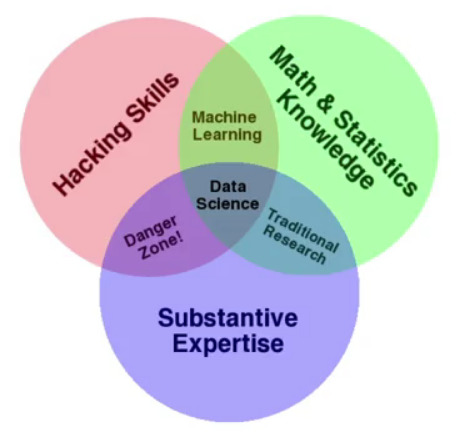 Hacking Skills
Math & Statistics
Knowledge
Machine
Learning
Data
Science
Danger
Zone!
Traditional
Research
Substantive
Expertise